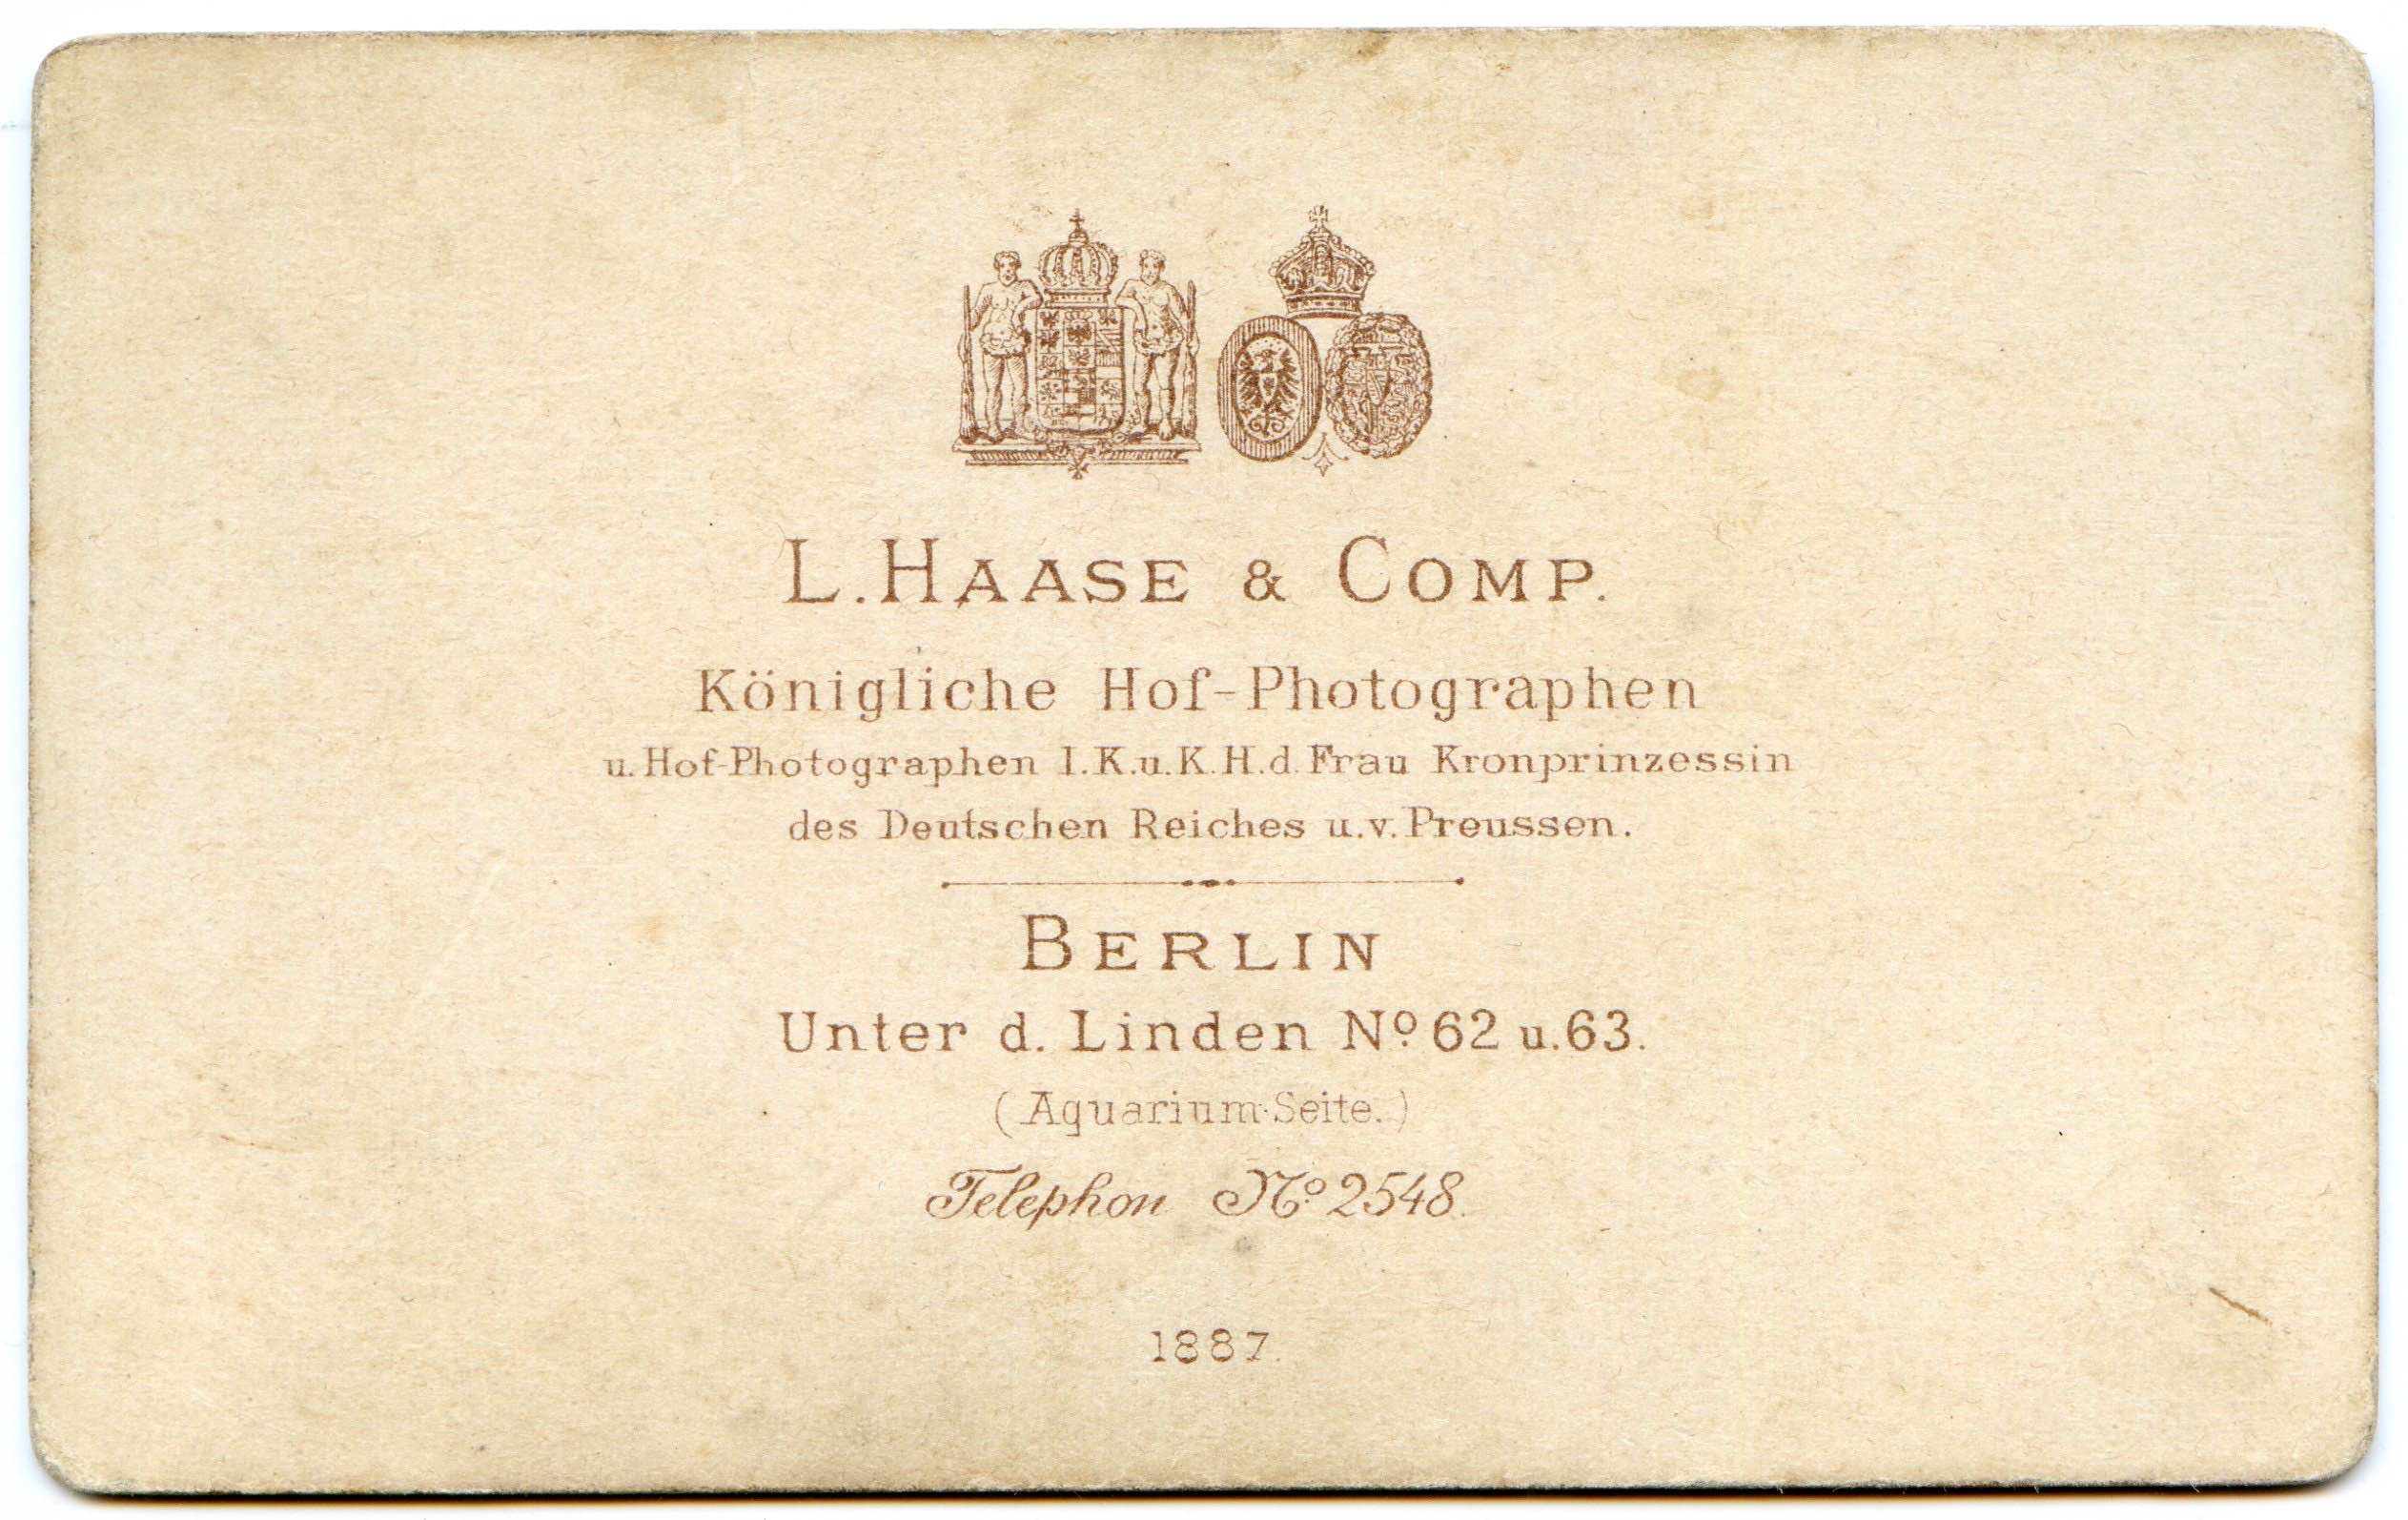 L. HAASE & COMP.
Königliche Hof-Photographen
u. Hof-Photographen I. K. u. K. H. d. Frau Kronprinzessin
des Deutschen Reiches u. v. Preussen.
BERLIN
Unter d. Linden No. 62 u. 63.
(Aquarium-Seite.)
Telephon No. 2548.
1887.